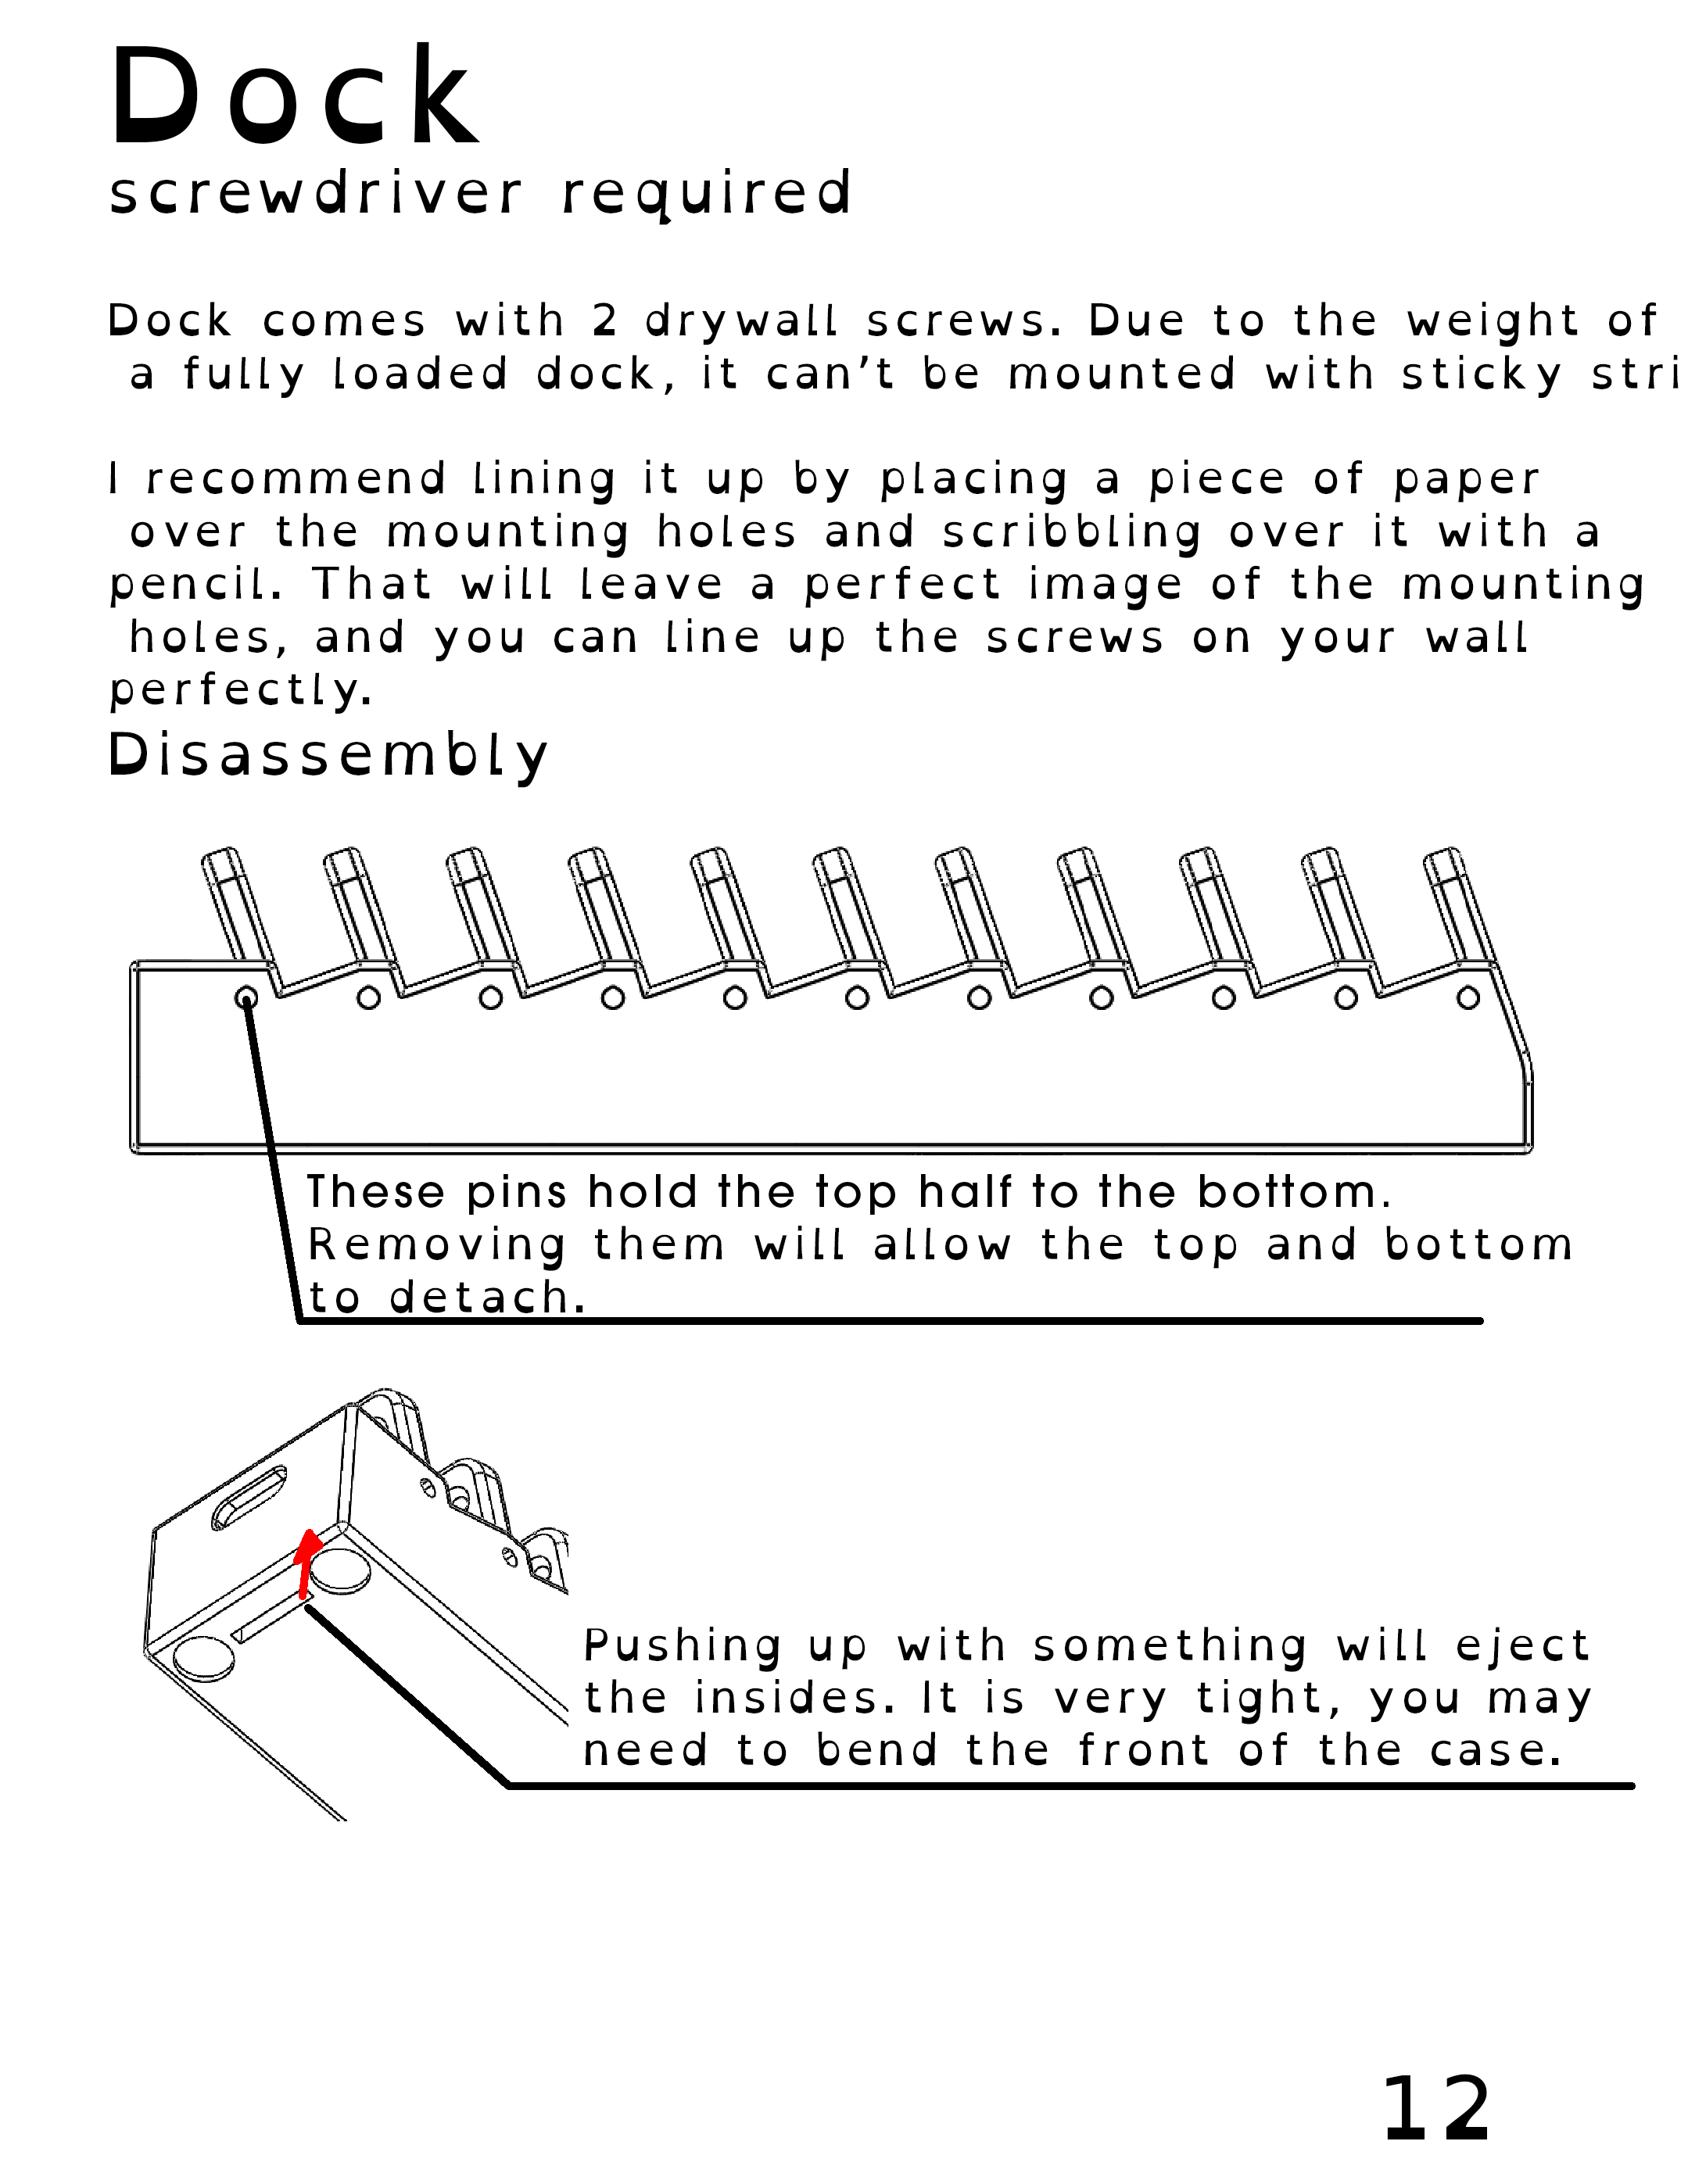 Dock
screwdriver required
Dock comes with 2 drywall screws. Due to the weight of
a fully loaded dock, it can't be mounted with sticky stri
I recommend lining it up by placing a piece of paper
over the mounting holes and scribbling over it with a
pencil. That will leave a perfect image of the mounting
holes, and you can line up the screws on your wall
perfectly.
Disassembly
These pins hold the top half to the bottom.
Removing them will allow the top and bottom
to detach.
Pushing up with something will eject
the insides. It is very tight, you may
need to bend the front of the case.
12